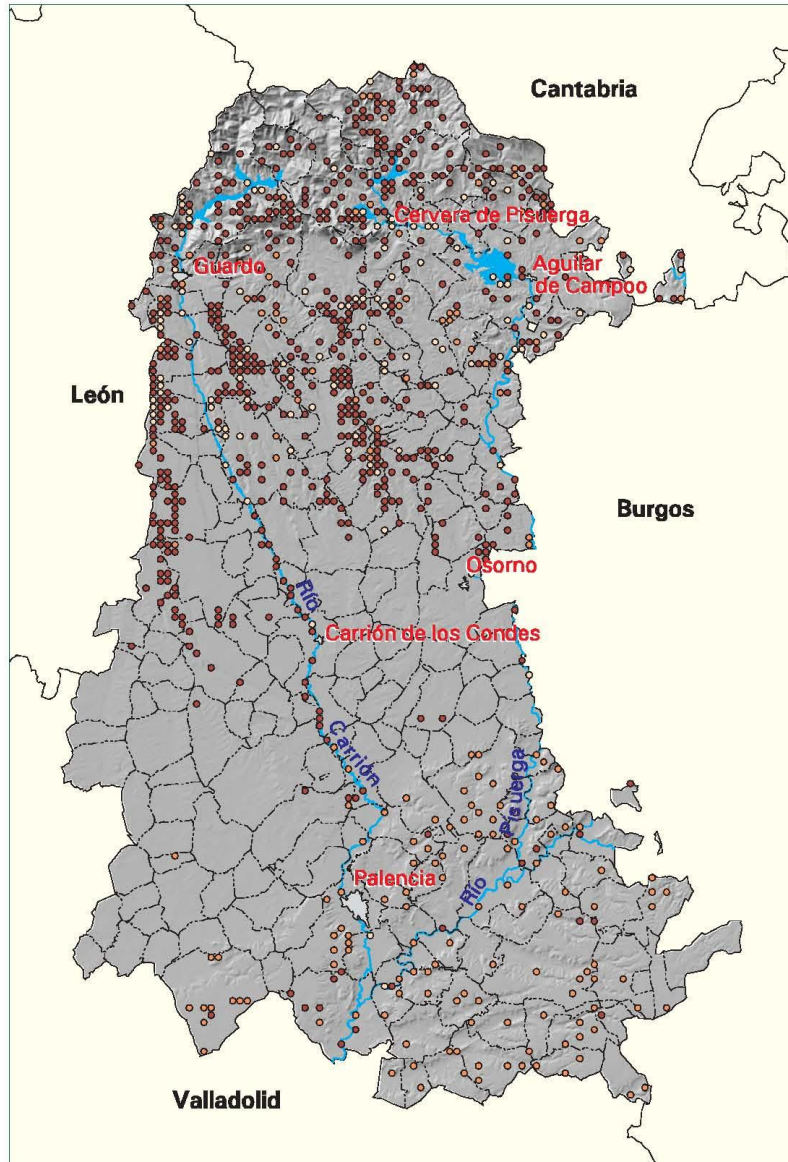 Cantabria
Cervera de Pisuerga
Guardo
Aguilar
de Campoo
León
Burgos
Osorno
Río
Carrión de los Condes
Carrión
Pisuerga
Palencia
Río
Valladolid